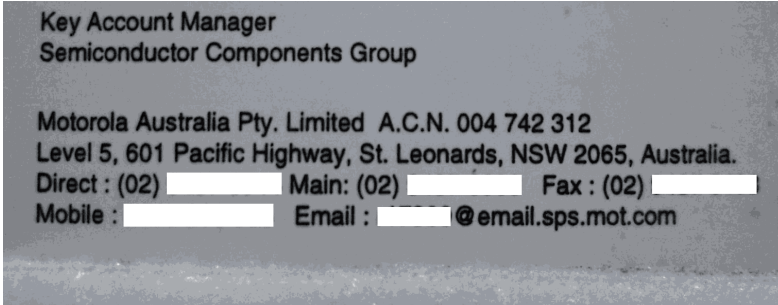 Key Account Manager
Semiconductor Components Group
Motorola Australia Pty. Limited A.C.N. 004 742 312
Level 5, 601 Pacific Highway, St. Leonards, NSW 2065, Australia.
Direct : (02) Main: (02) Fax : (02)
Mobile : Email : @email.sps.mot.com